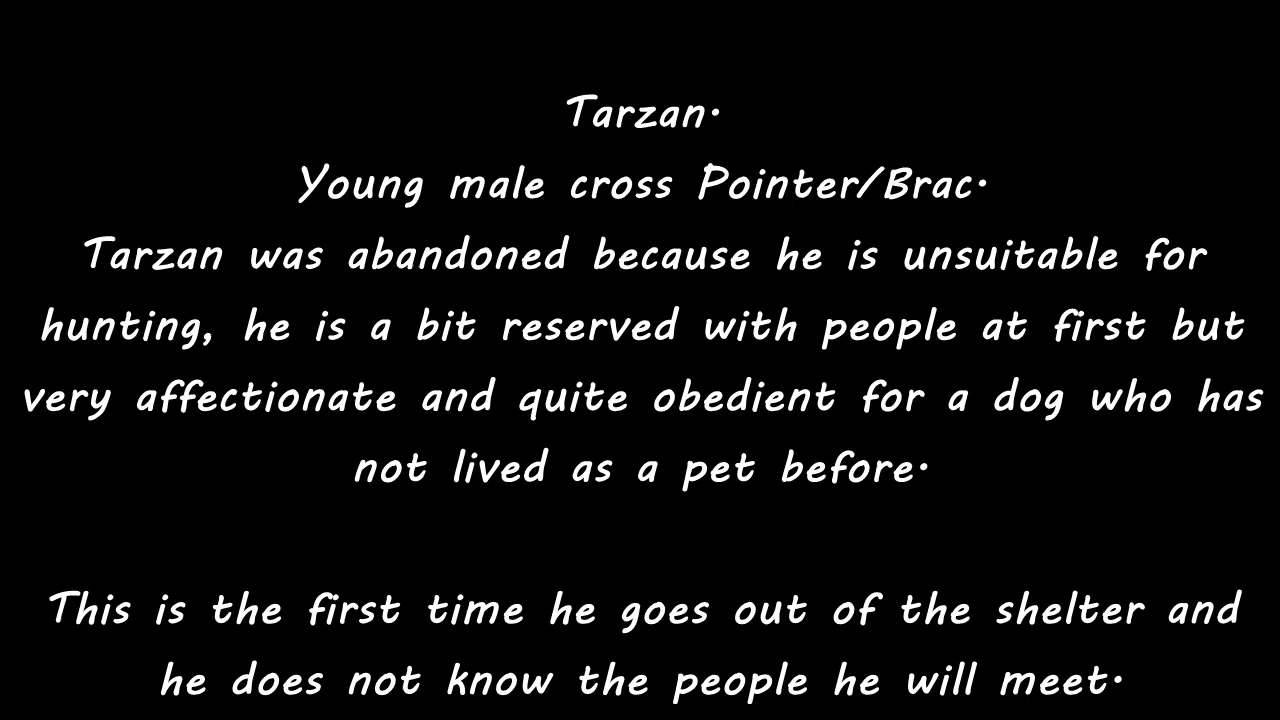 Tarzan.
Young male cross Pointer/Brac.
Tarzan was abandoned because he is unsuitable for
hunting, he is a bit reserved with people at first but
very affectionate and quite obedient for a dog who has
not lived as a pet before.
This is the first time he goes out of the shelter and
he does not know the people he will meet.